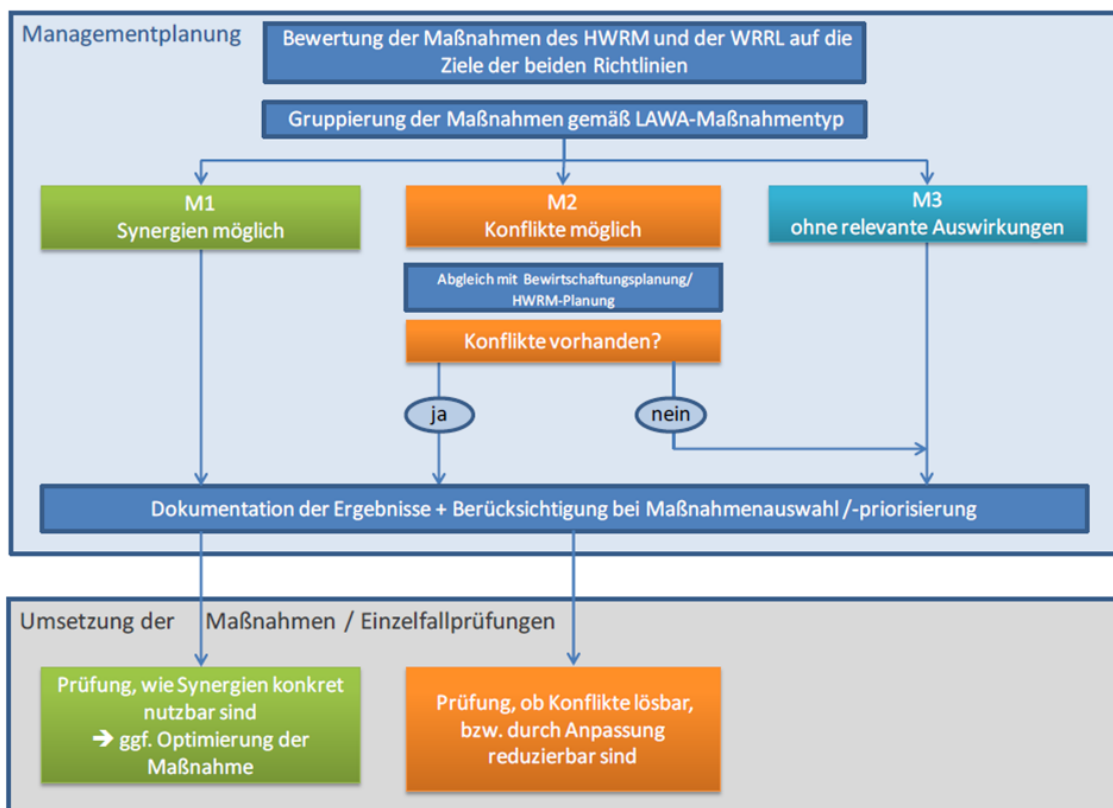 Managementplanung
Bewertung der Maßnahmen des HWRM und der WRRL auf die
Ziele der beiden Richtlinien
Gruppierung der Maßnahmen gemäß LAWA-Maßnahmentyp
M1
Synergien möglich
M2
Konflikte möglich
M3
ohne relevante Auswirkungen
Abgleich mit Bewirtschaftungsplanung/
HWRM-Planung
Konflikte vorhanden?
ja
nein
Dokumentation der Ergebnisse + Berücksichtigung bei Maßnahmenauswahl /-priorisierung
Umsetzung der Maßnahmen / Einzelfallprüfungen
Prüfung, wie Synergien konkret
nutzbar sind
➔ ggf. Optimierung der
Maßnahme
Prüfung, ob Konflikte lösbar,
bzw. durch Anpassung
reduzierbar sind